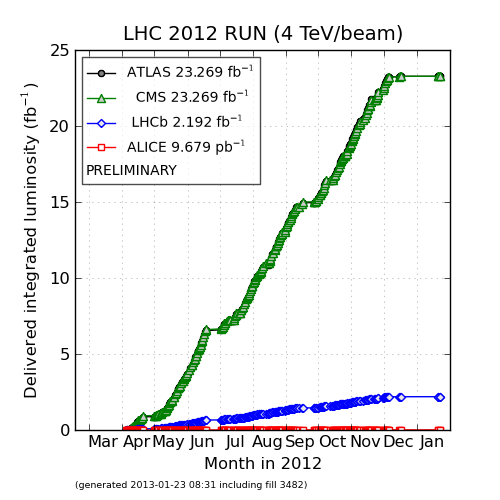 LHC 2012 RUN (4 TeV/beam)
ATLAS 23.269 fb⁻¹
CMS 23.269 fb⁻¹
LHCb 2.192 fb⁻¹
ALICE 9.679 pb⁻¹
PRELIMINARY
Delivered integrated luminosity (fb⁻¹)
25
20
15
10
5
0
Mar Apr May Jun Jul Aug Sep Oct Nov Dec Jan
Month in 2012
(generated 2013-01-23 08:31 including fill 3482)